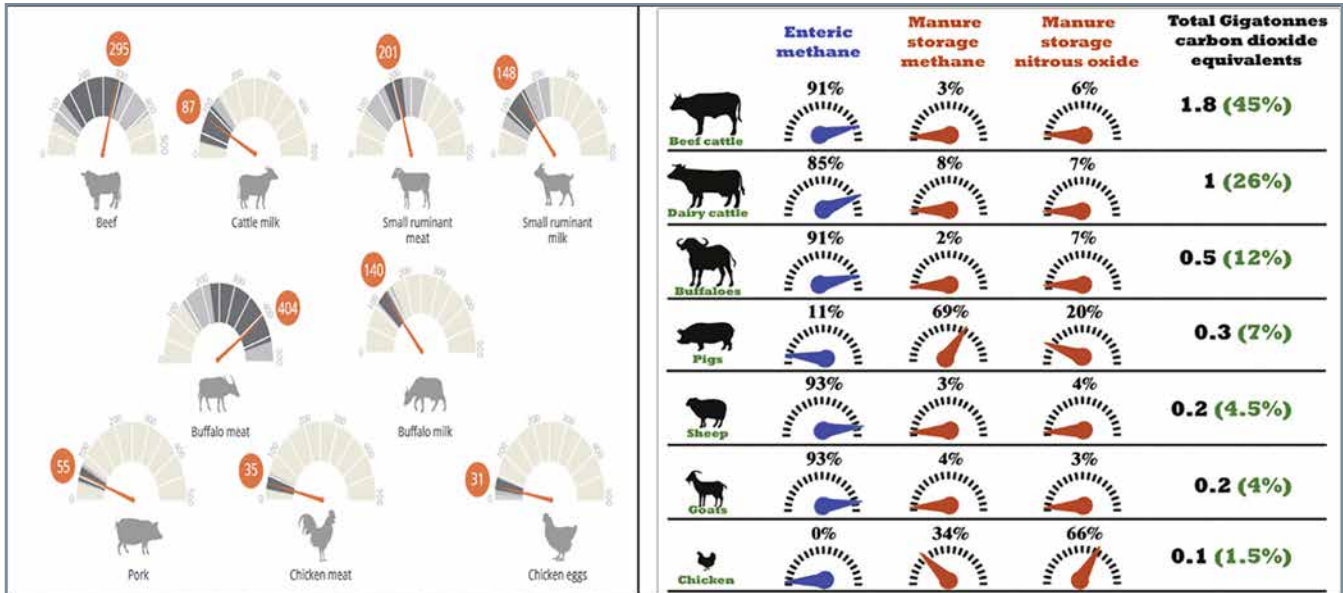 295
201
148
87
Beef
Cattle milk
Small ruminant
meat
Small ruminant
milk
404
140
Buffalo meat
Buffalo milk
55
35
31
Pork
Chicken meat
Chicken eggs
Enteric
methane
Manure
storage
methane
Manure
storage
nitrous oxide
Total Gigatonnes
carbon dioxide
equivalents
91% 3% 6%
Beef cattle
1.8 (45%)
85% 8% 7%
Dairy cattle
1 (26%)
91% 2% 7%
Buffaloes
0.5 (12%)
11% 69% 20%
Pigs
0.3 (7%)
93% 3% 4%
Sheep
0.2 (4.5%)
93% 4% 3%
Goats
0.2 (4%)
0% 34% 66%
Chicken
0.1 (1.5%)